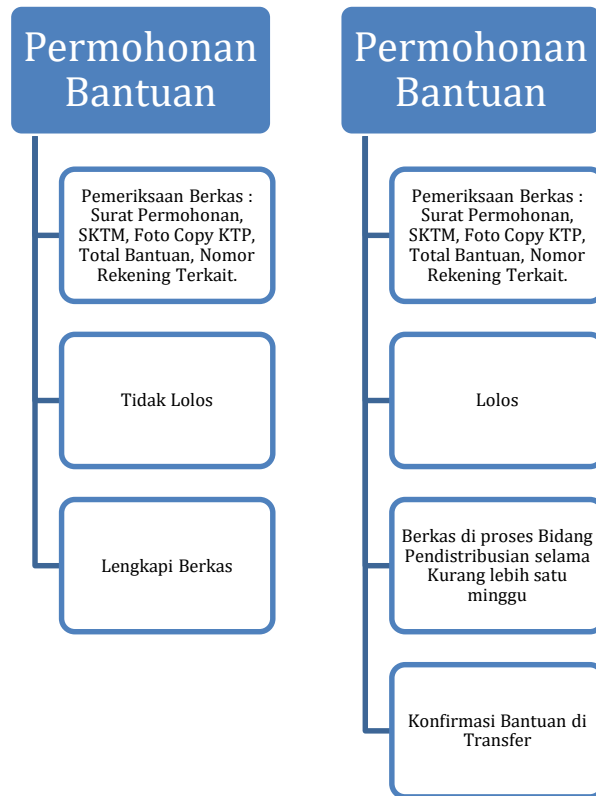 Permohonan
Bantuan
Pemeriksaan Berkas :
Surat Permohonan,
SKTM, Foto Copy KTP,
Total Bantuan, Nomor
Rekening Terkait.
Tidak Lolos
Lengkapi Berkas
Permohonan
Bantuan
Pemeriksaan Berkas :
Surat Permohonan,
SKTM, Foto Copy KTP,
Total Bantuan, Nomor
Rekening Terkait.
Lolos
Berkas di proses Bidang
Pendistribusian selama
Kurang lebih satu
minggu
Konfirmasi Bantuan di
Transfer